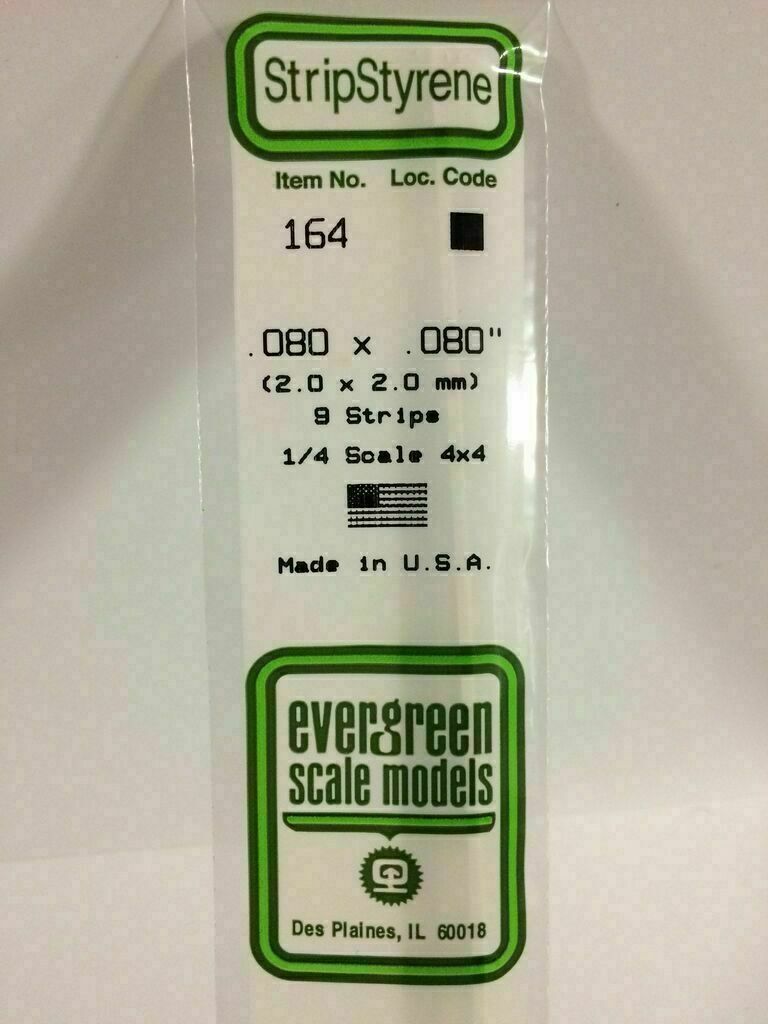 StripStyrene
Item No. Loc. Code
164
.080 x .080"
(2.0 x 2.0 mm)
9 Strips
1/4 Scale 4x4
Made in U.S.A.
evergreen
scale models
Des Plaines, IL 60018